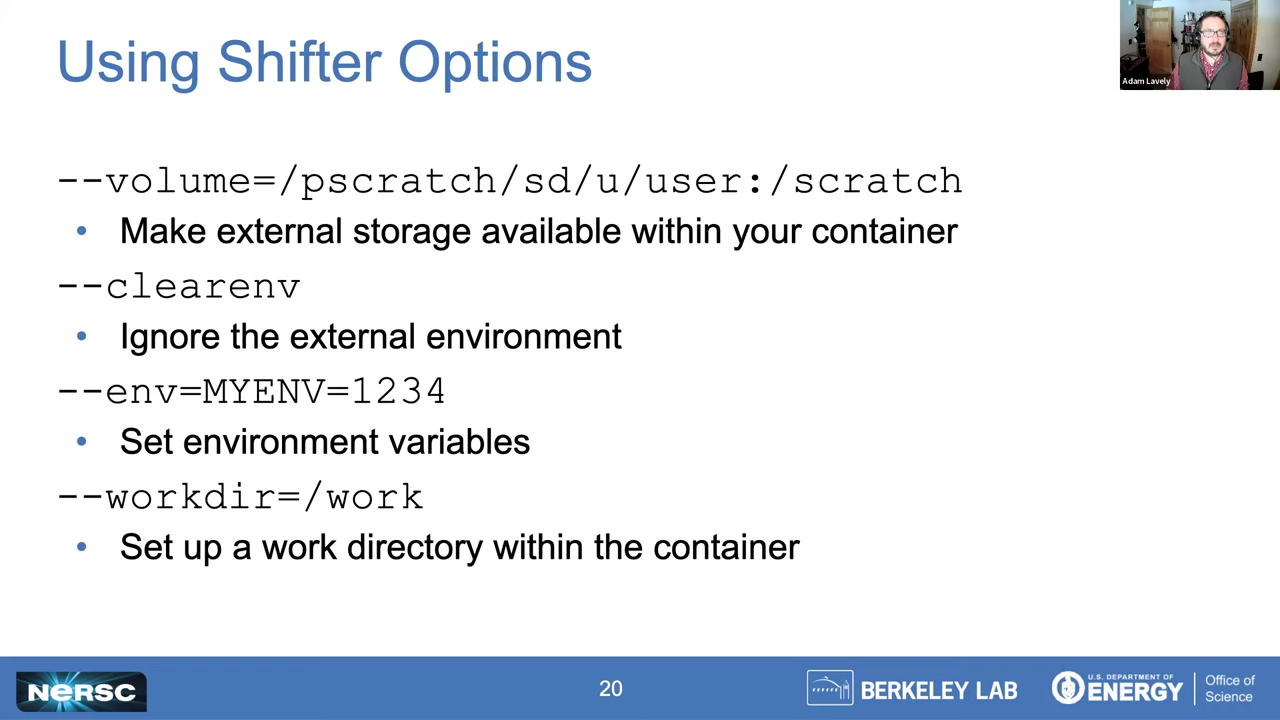 Using Shifter Options
Adam Lavely
--volume=/pscratch/sd/u/user:/scratch
• Make external storage available within your container
--clearenv
• Ignore the external environment
--env=MYENV=1234
• Set environment variables
--workdir=/work
• Set up a work directory within the container
NERSC
20
BERKELEY LAB
U.S. DEPARTMENT OF
ENERGY
Office of
Science